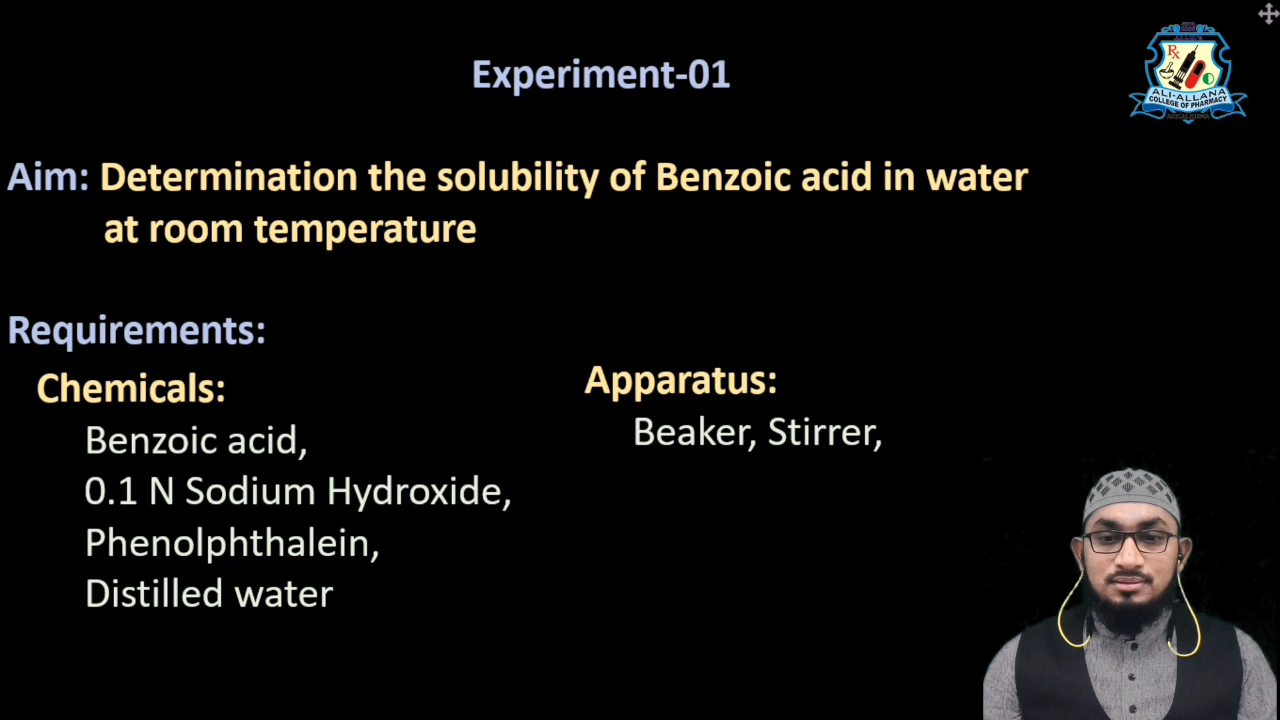 Experiment-01
Rx
ALI-ALLANA
COLLEGE OF PHARMACY
Aim: Determination the solubility of Benzoic acid in water
at room temperature
Requirements:
Chemicals:
Benzoic acid,
0.1 N Sodium Hydroxide,
Phenolphthalein,
Distilled water
Apparatus:
Beaker, Stirrer,